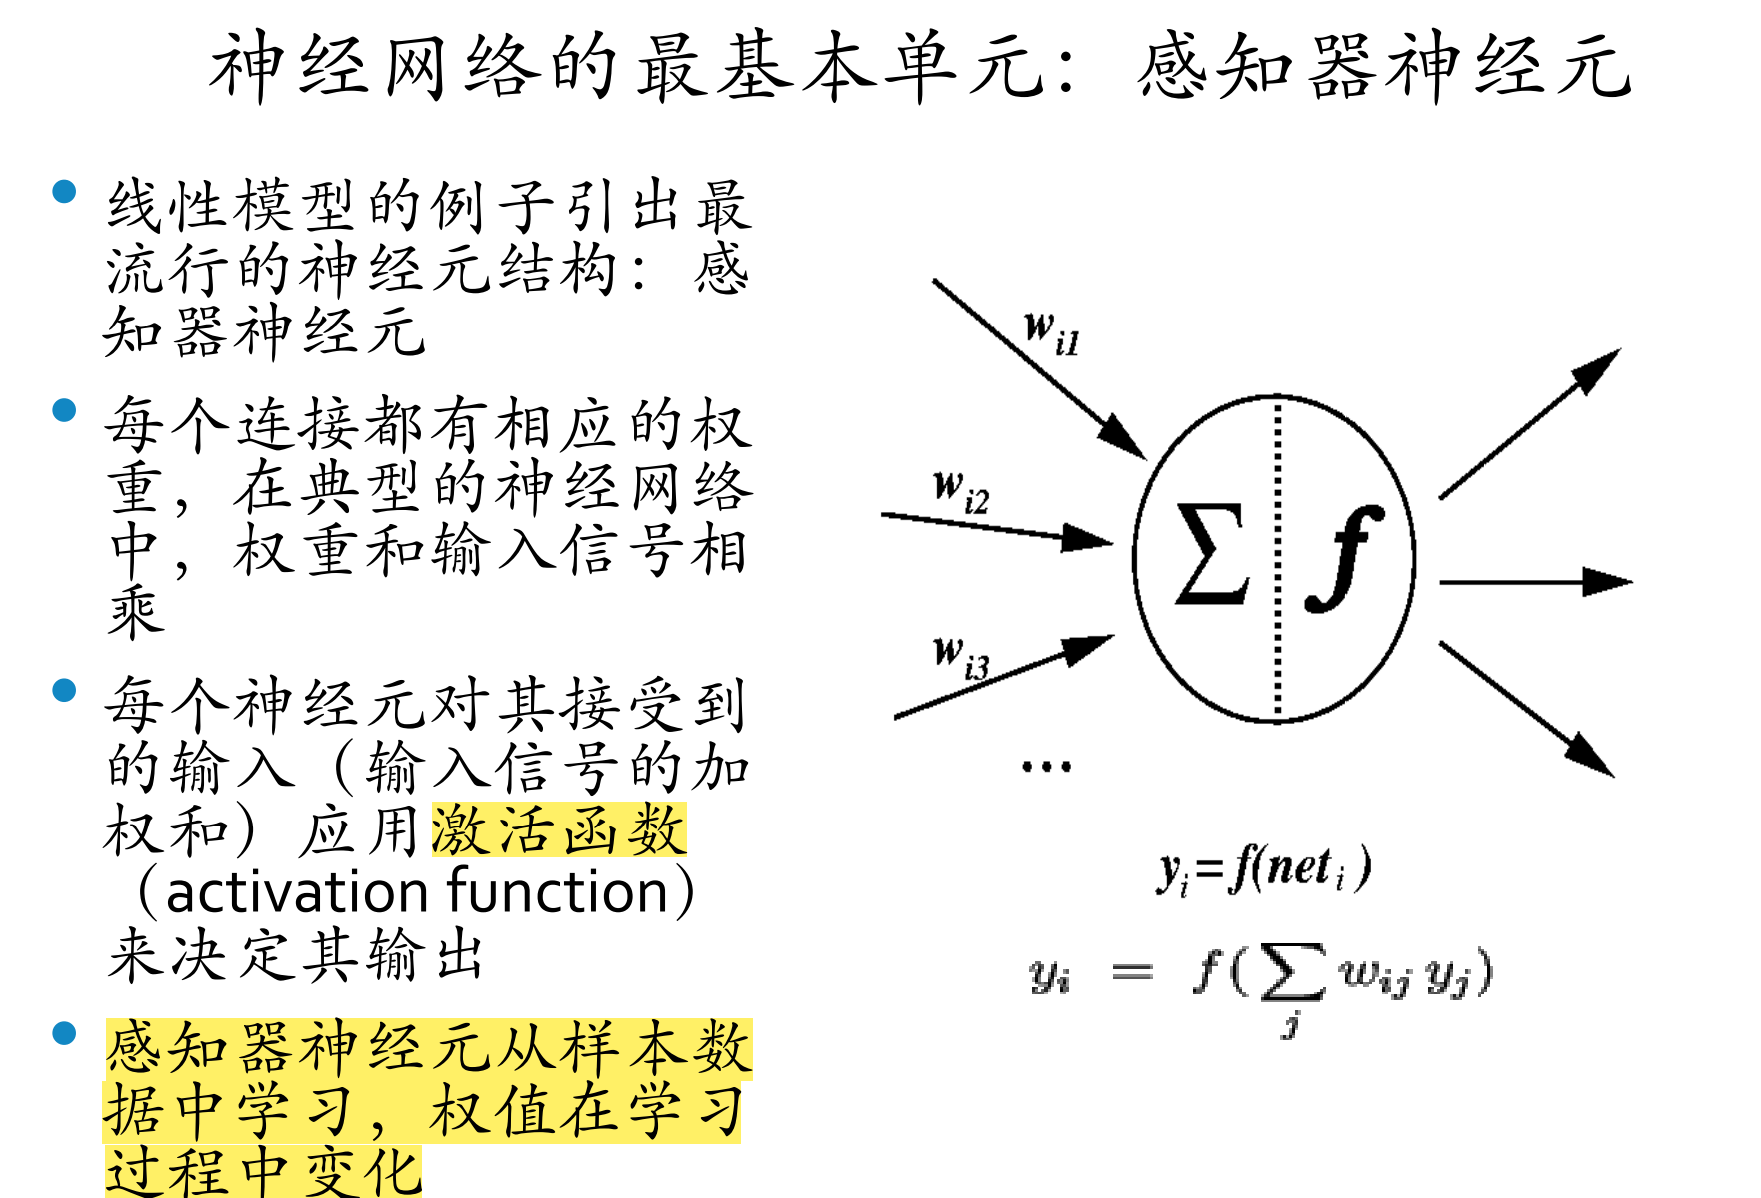 神经网络的最基本单元：感知器神经元
线性模型的例子引出最
流行的神经元结构：感
知器神经元
每个连接都有相应的权
重，在典型的神经网络
中，权重和输入信号相
乘
每个神经元对其接受到
的输入（输入信号的加
权和）应用激活函数
（activation function）
来决定其输出
感知器神经元从样本数
据中学习，权值在学习
过程中变化
w_{i1}
w_{i2}
w_{i3}
∑ f
...
y_i=f(net_i)
y_i = f(∑_j w_{ij} y_j)